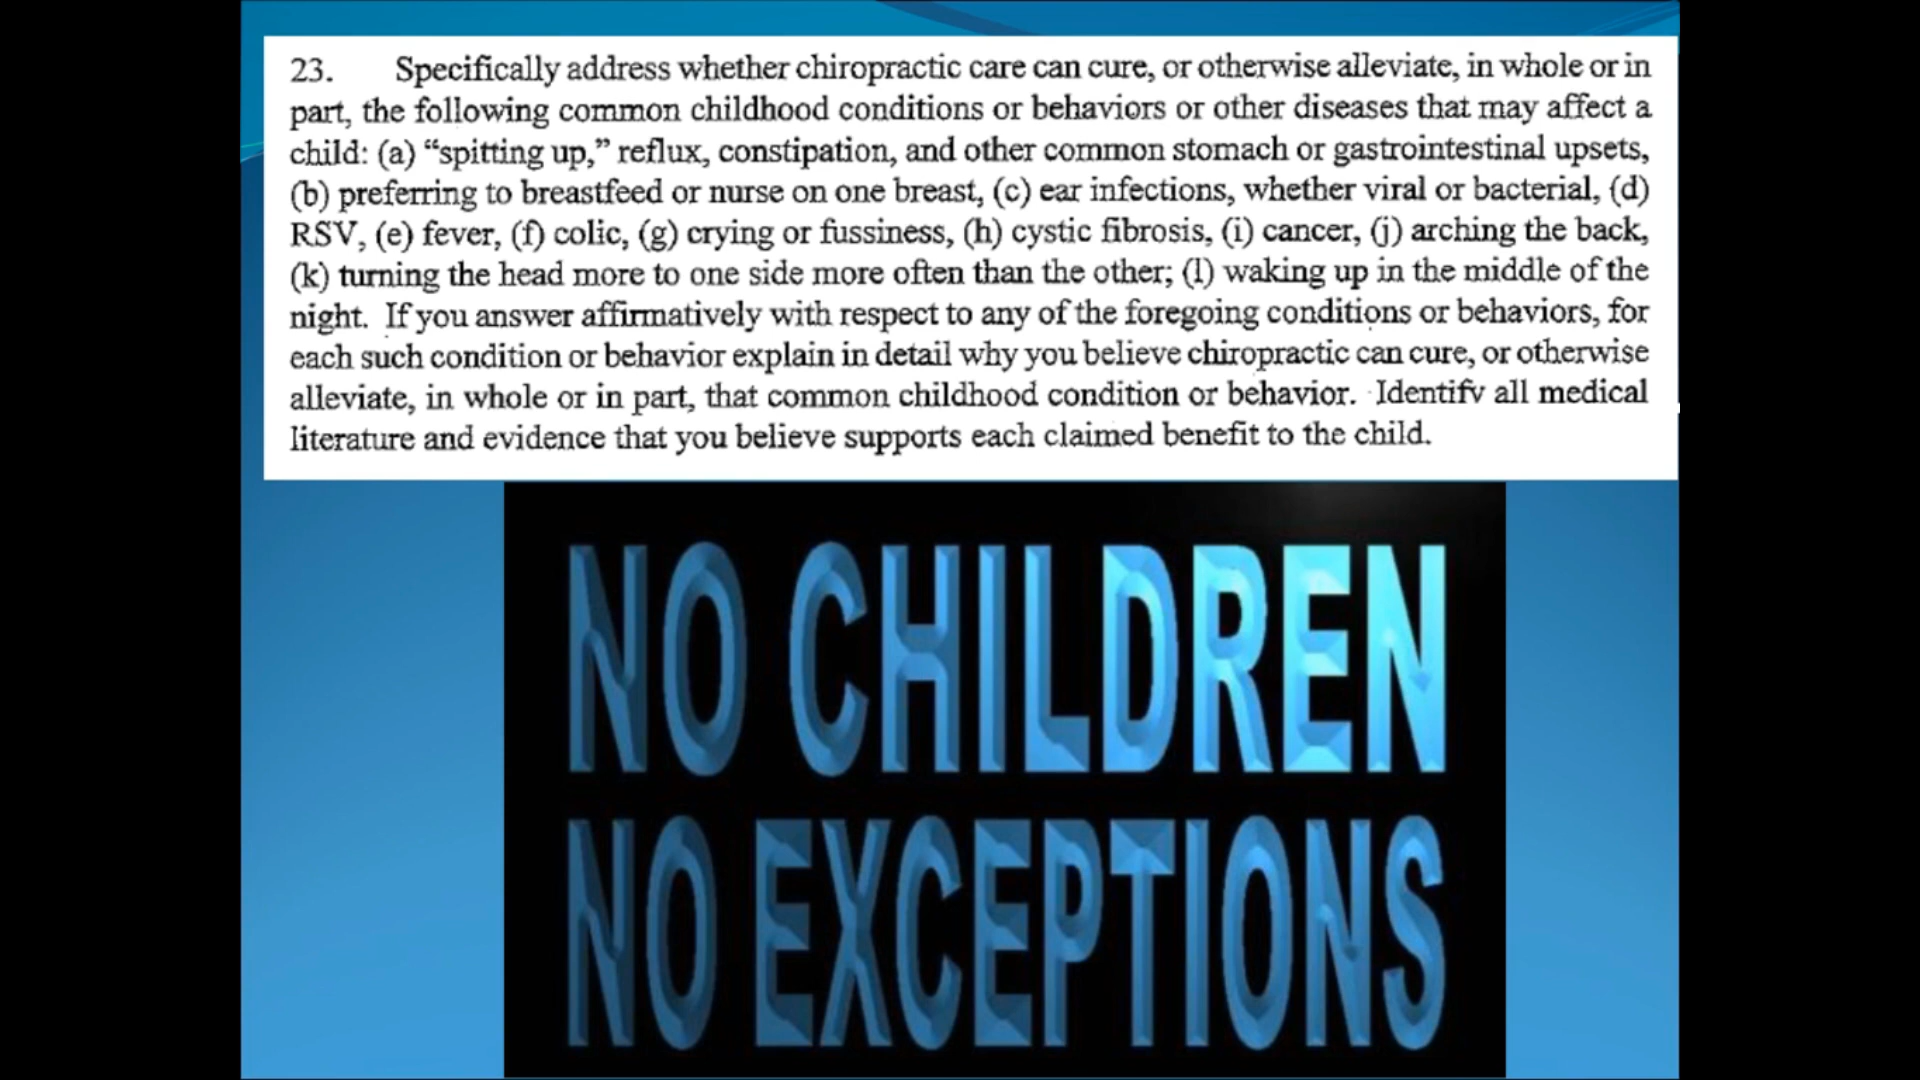 23. Specifically address whether chiropractic care can cure, or otherwise alleviate, in whole or in
part, the following common childhood conditions or behaviors or other diseases that may affect a
child: (a) “spitting up,” reflux, constipation, and other common stomach or gastrointestinal upsets,
(b) preferring to breastfeed or nurse on one breast, (c) ear infections, whether viral or bacterial, (d)
RSV, (e) fever, (f) colic, (g) crying or fussiness, (h) cystic fibrosis, (i) cancer, (j) arching the back,
(k) turning the head more to one side more often than the other; (l) waking up in the middle of the
night. If you answer affirmatively with respect to any of the foregoing conditions or behaviors, for
each such condition or behavior explain in detail why you believe chiropractic can cure, or otherwise
alleviate, in whole or in part, that common childhood condition or behavior. Identify all medical
literature and evidence that you believe supports each claimed benefit to the child.
NO CHILDREN
NO EXCEPTIONS